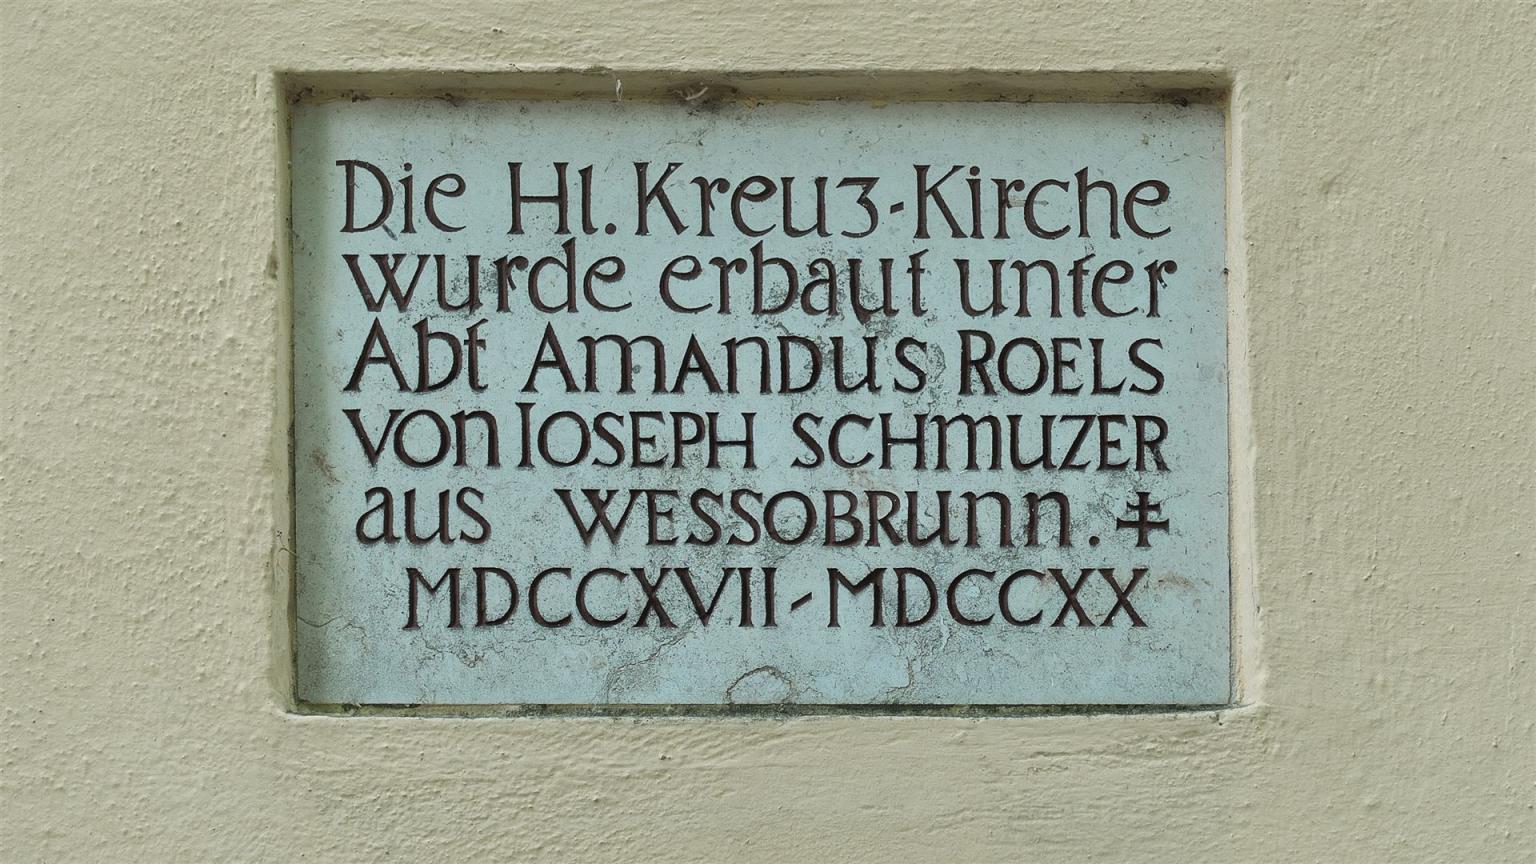 Die Hl. Kreuz-Kirche
wurde erbaut unter
Abt AMANDUS ROELS
von IOSEPH SCHMUZER
aus WESSOBRUNN. ‡
MDCCXVII-MDCCXX